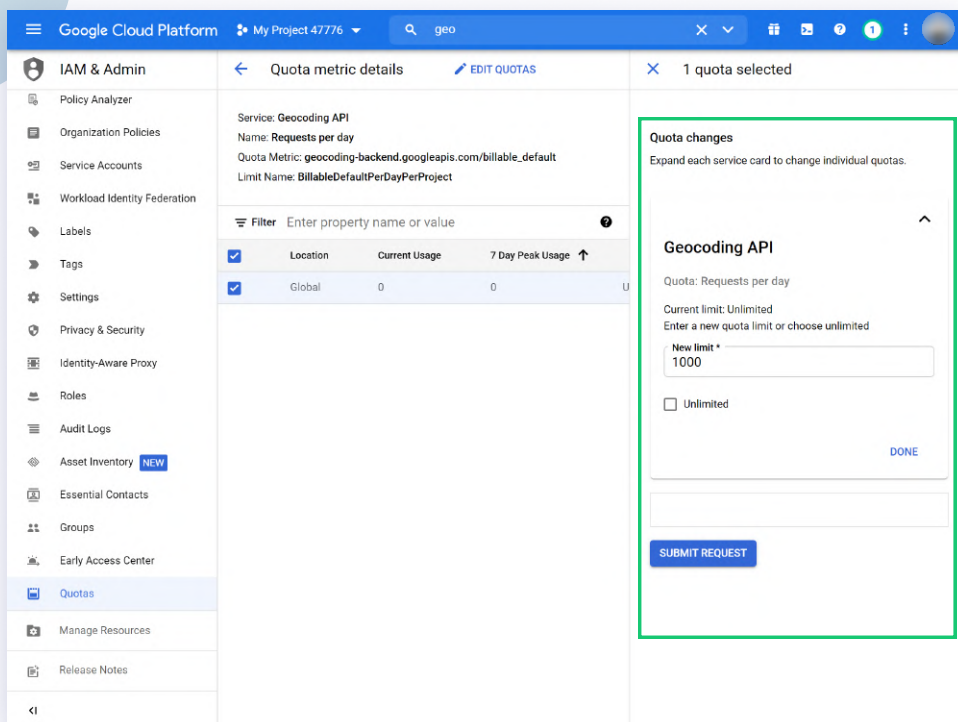 Google Cloud Platform
My Project 47776
geo
1
IAM & Admin
Policy Analyzer
Organization Policies
Service Accounts
Workload Identity Federation
Labels
Tags
Settings
Privacy & Security
Identity-Aware Proxy
Roles
Audit Logs
Asset Inventory NEW
Essential Contacts
Groups
Early Access Center
Quotas
Manage Resources
Release Notes
Quota metric details
EDIT QUOTAS
Service: Geocoding API
Name: Requests per day
Quota Metric: geocoding-backend.googleapis.com/billable_default
Limit Name: BillableDefaultPerDayPerProject
Filter Enter property name or value
Location Current Usage 7 Day Peak Usage
Global 0 0 U
1 quota selected
Quota changes
Expand each service card to change individual quotas.
Geocoding API
Quota: Requests per day
Current limit: Unlimited
Enter a new quota limit or choose unlimited
New limit *
1000
Unlimited
DONE
SUBMIT REQUEST